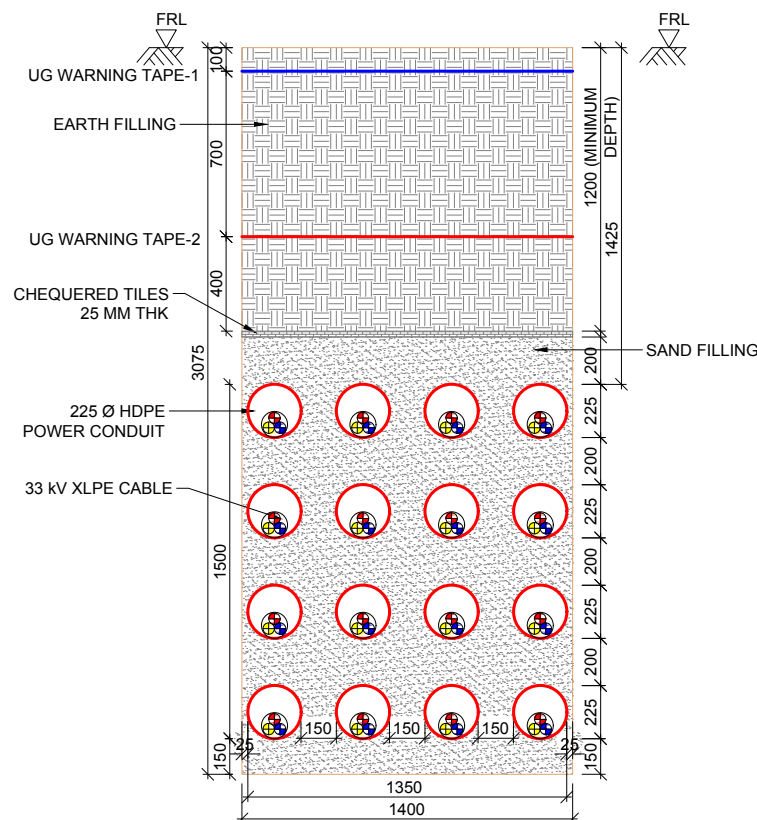 FRL
FRL
100
UG WARNING TAPE-1
EARTH FILLING
700
1200 (MINIMUM
DEPTH)
1425
UG WARNING TAPE-2
400
CHEQUERED TILES
25 MM THK
3075
200
SAND FILLING
225 Ø HDPE
POWER CONDUIT
225
200
33 kV XLPE CABLE
225
1500
200
225
200
225
150
150
150
25
25
150
150
1350
1400